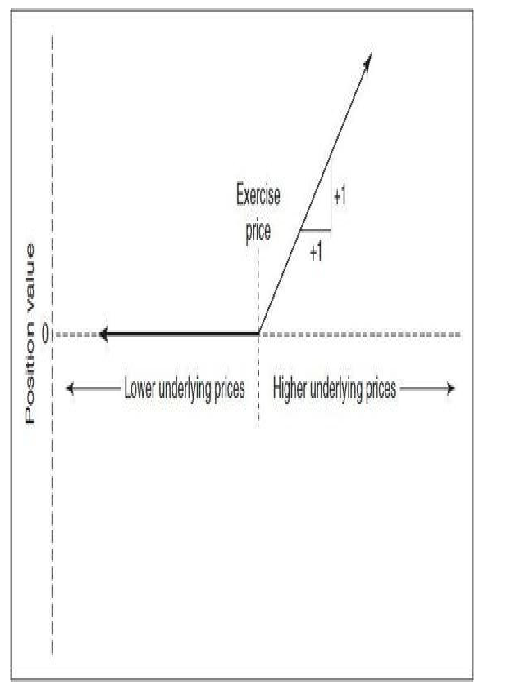 Exercise
price
+1
+1
Position value
0
Lower underlying prices
Higher underlying prices